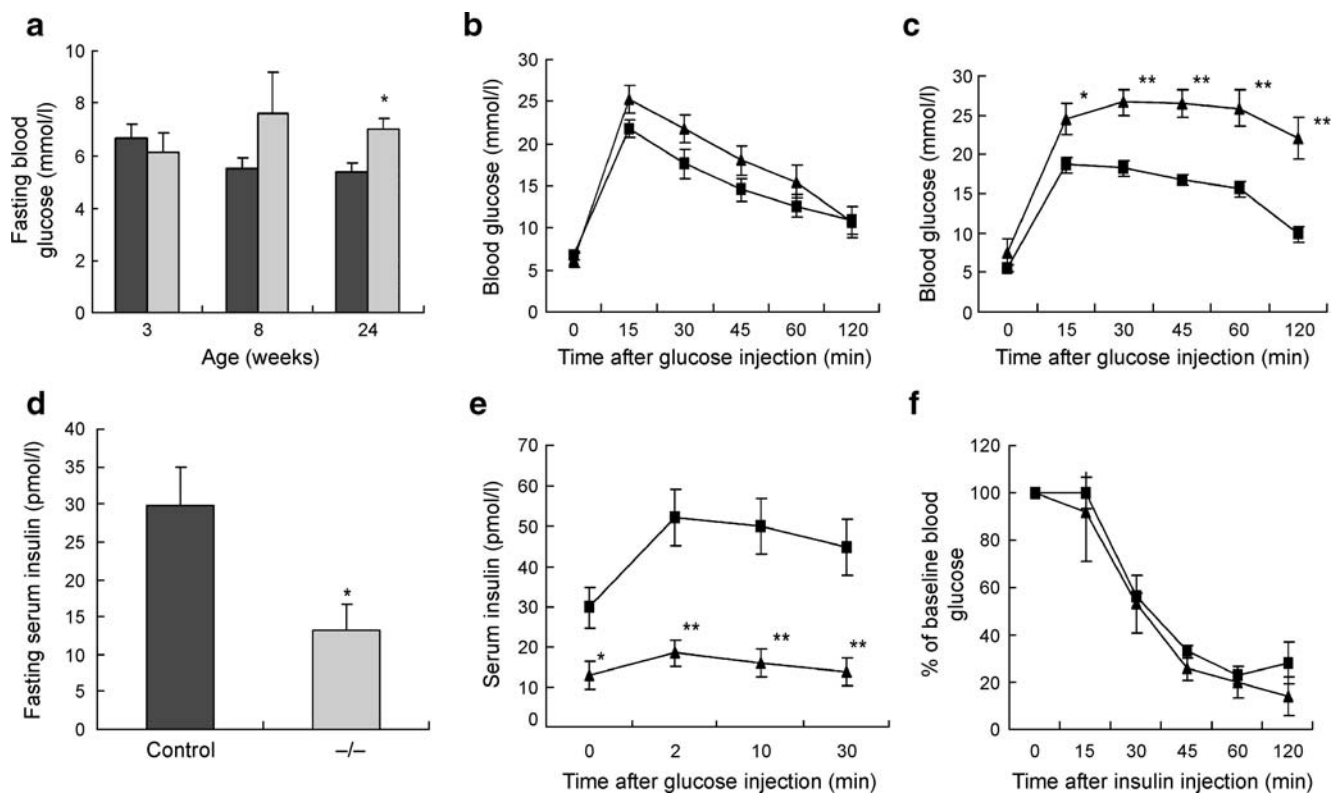 a
10
8
6
4
2
0
Fasting blood
glucose (mmol/l)
*
3 8 24
Age (weeks)
b
30
25
20
15
10
5
0
Blood glucose (mmol/l)
0 15 30 45 60 120
Time after glucose injection (min)
c
30
25
20
15
10
5
0
Blood glucose (mmol/l)
* ** ** ** **
0 15 30 45 60 120
Time after glucose injection (min)
d
40
35
30
25
20
15
10
5
0
Fasting serum insulin (pmol/l)
*
Control –/–
e
70
60
50
40
30
20
10
0
Serum insulin (pmol/l)
* ** ** **
0 2 10 30
Time after glucose injection (min)
f
120
100
80
60
40
20
0
% of baseline blood
glucose
0 15 30 45 60 120
Time after insulin injection (min)